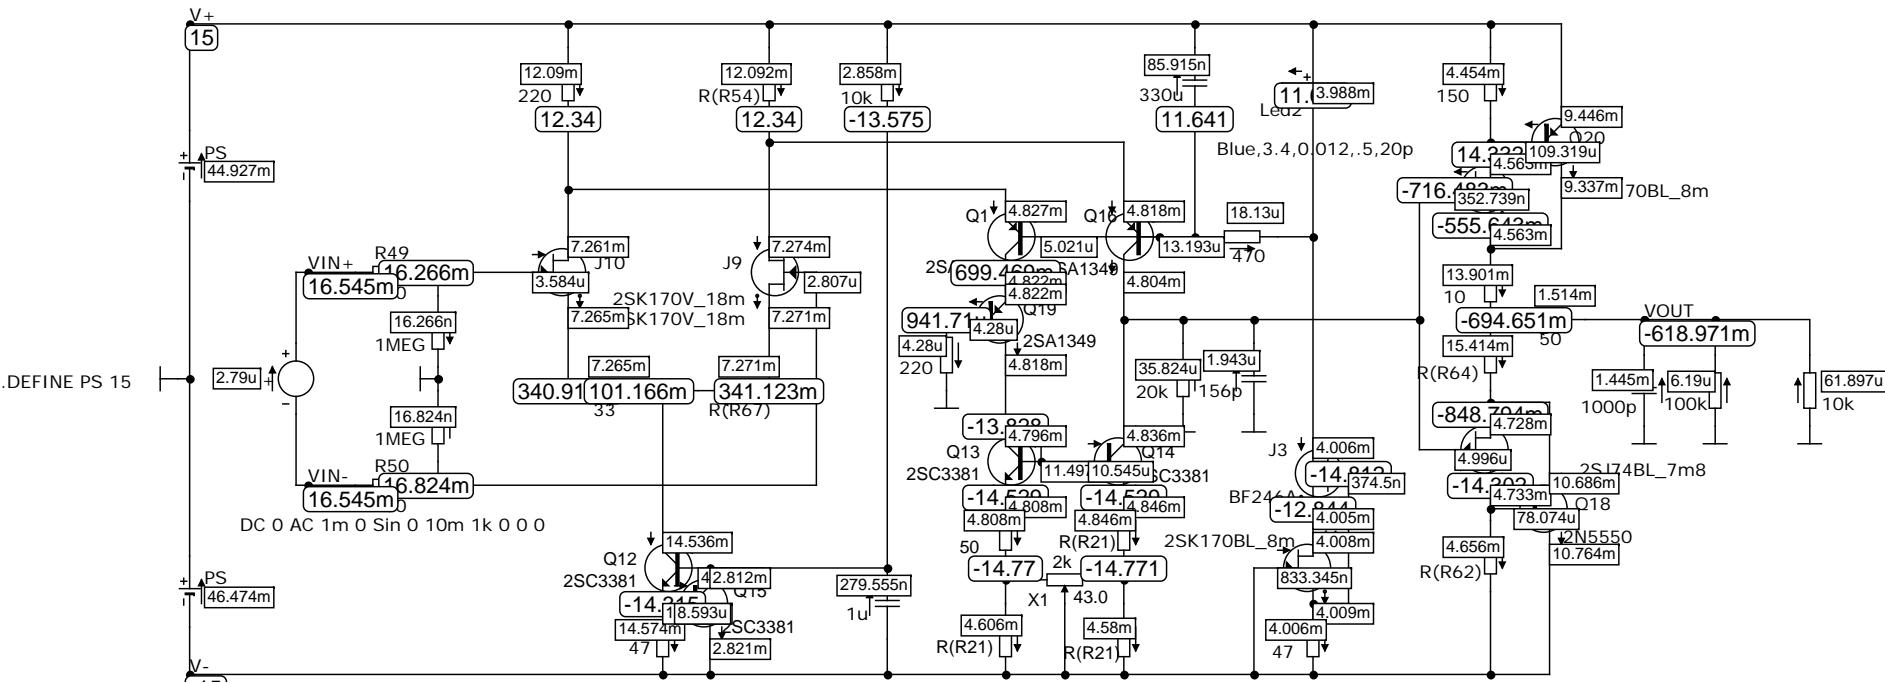 V+
15
12.09m
220
12.34
12.092m
R(R54)
12.34
2.858m
10k
-13.575
85.915n
330u
11.641
3.988m
Led2
Blue,3.4,0.012,.5,20p
4.454m
150
9.446m
Q20
109.319u
4.563m
352.739n
9.337m
70BL_8m
4.563m
PS
44.927m
Q1
4.827m
5.021u
Q16
4.818m
13.193u
18.13u
470
4.804m
2SA1349
4.822m
4.822m
Q19
4.28u
2SA1349
4.818m
4.28u
220
R49
VIN+
16.266m
16.545m
7.261m
J10
3.584u
2SK170V_18m
7.265m
J9
7.274m
2.807u
SK170V_18m
7.271m
16.266n
1MEG
.DEFINE PS 15
2.79u
7.265m
101.166m
33
7.271m
341.123m
R(R67)
16.824n
1MEG
R50
VIN-
16.824m
16.545m
DC 0 AC 1m 0 Sin 0 10m 1k 0 0 0
35.824u
20k
1.943u
156p
13.901m
10
1.514m
-694.651m
50
VOUT
-618.971m
15.414m
R(R64)
1.445m
1000p
6.19u
100k
61.897u
10k
4.728m
4.996u
2SJ74BL_7m8
4.733m
10.686m
Q18
78.074u
2N5550
10.764m
4.656m
R(R62)
Q13
4.796m
2SC3381
10.545u
4.836m
Q14
4.808m
4.808m
50
-14.77
4.846m
4.846m
R(R21)
-14.771
2k
X1
43.0
4.606m
R(R21)
4.58m
R(R21)
J3
4.006m
374.5n
4.005m
2SK170BL_8m
4.008m
833.345n
4.009m
4.006m
47
Q12
14.536m
2SC3381
2.812m
Q15
8.593u
2SC3381
14.574m
47
2.821m
279.555n
1u
PS
46.474m
V-